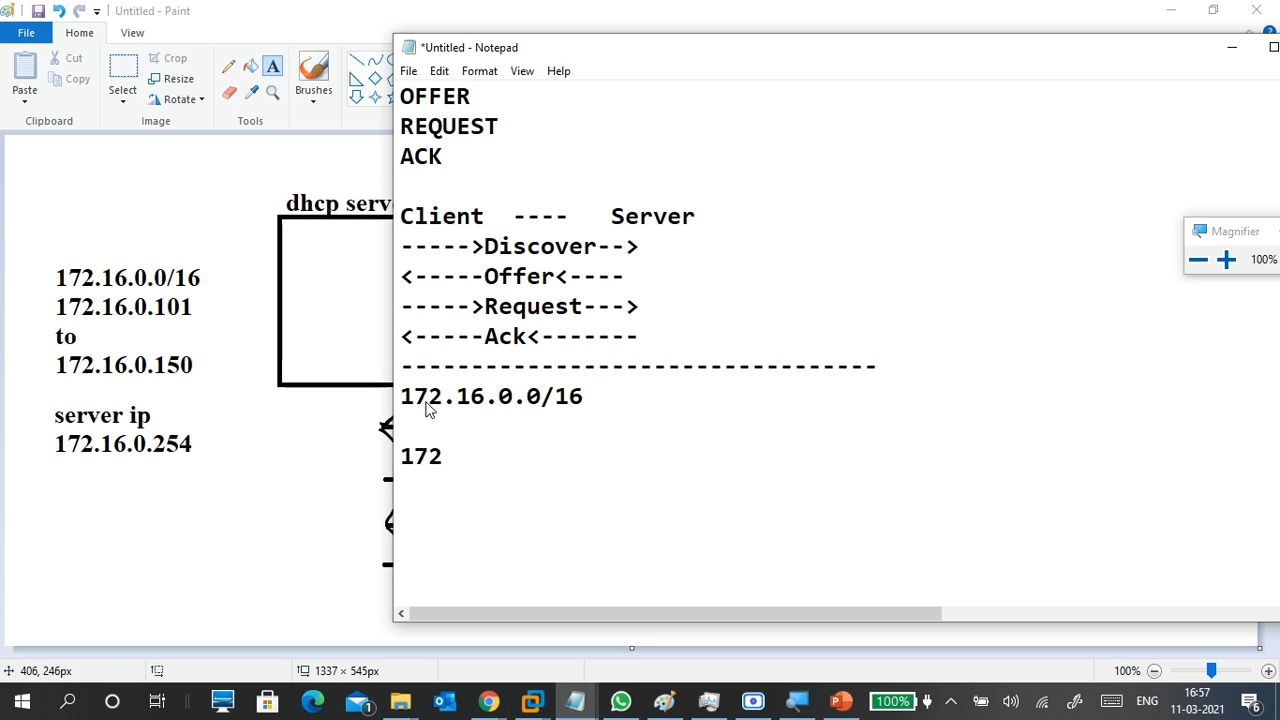 Untitled - Paint
File
Home
View
Paste
Cut
Copy
Clipboard
Select
Crop
Resize
Rotate
Image
Tools
Brushes
dhcp serve
172.16.0.0/16
172.16.0.101
to
172.16.0.150
server ip
172.16.0.254
*Untitled - Notepad
File Edit Format View Help
OFFER
REQUEST
ACK
Client ---- Server
----->Discover-->
<-----Offer<----
----->Request--->
<-----Ack<-------
----------------------------------
172.16.0.0/16
172
Magnifier
100%
406, 246px
1337 × 545px
100%
1
100%
ENG
16:57
11-03-2021
6